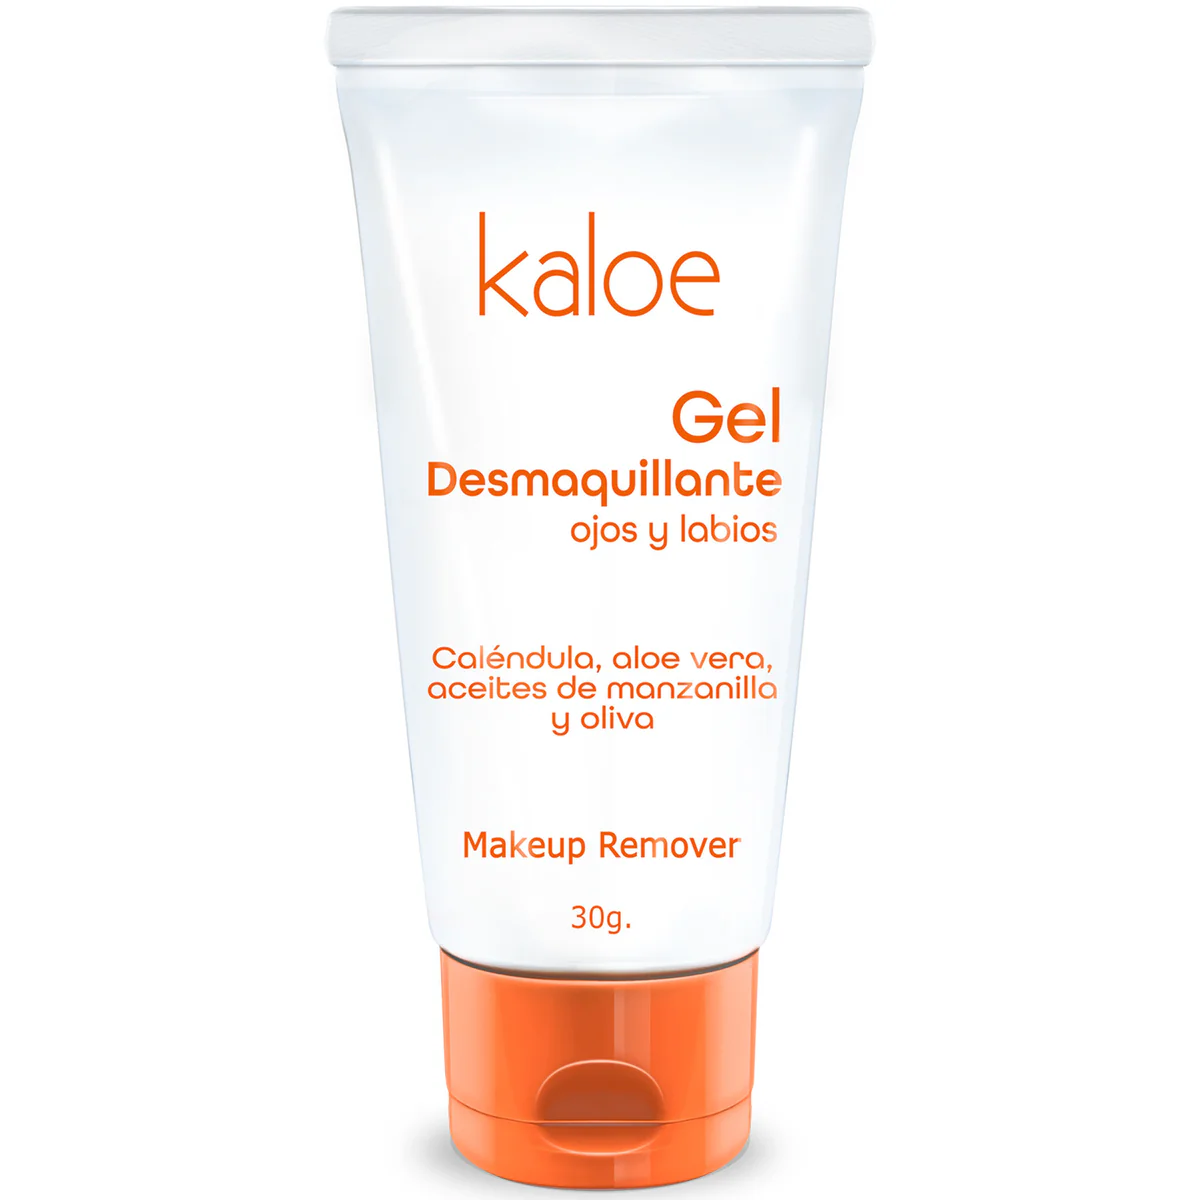 kaloe
Gel
Desmaquillante
ojos y labios
Caléndula, aloe vera,
aceites de manzanilla
y oliva
Makeup Remover
30g.